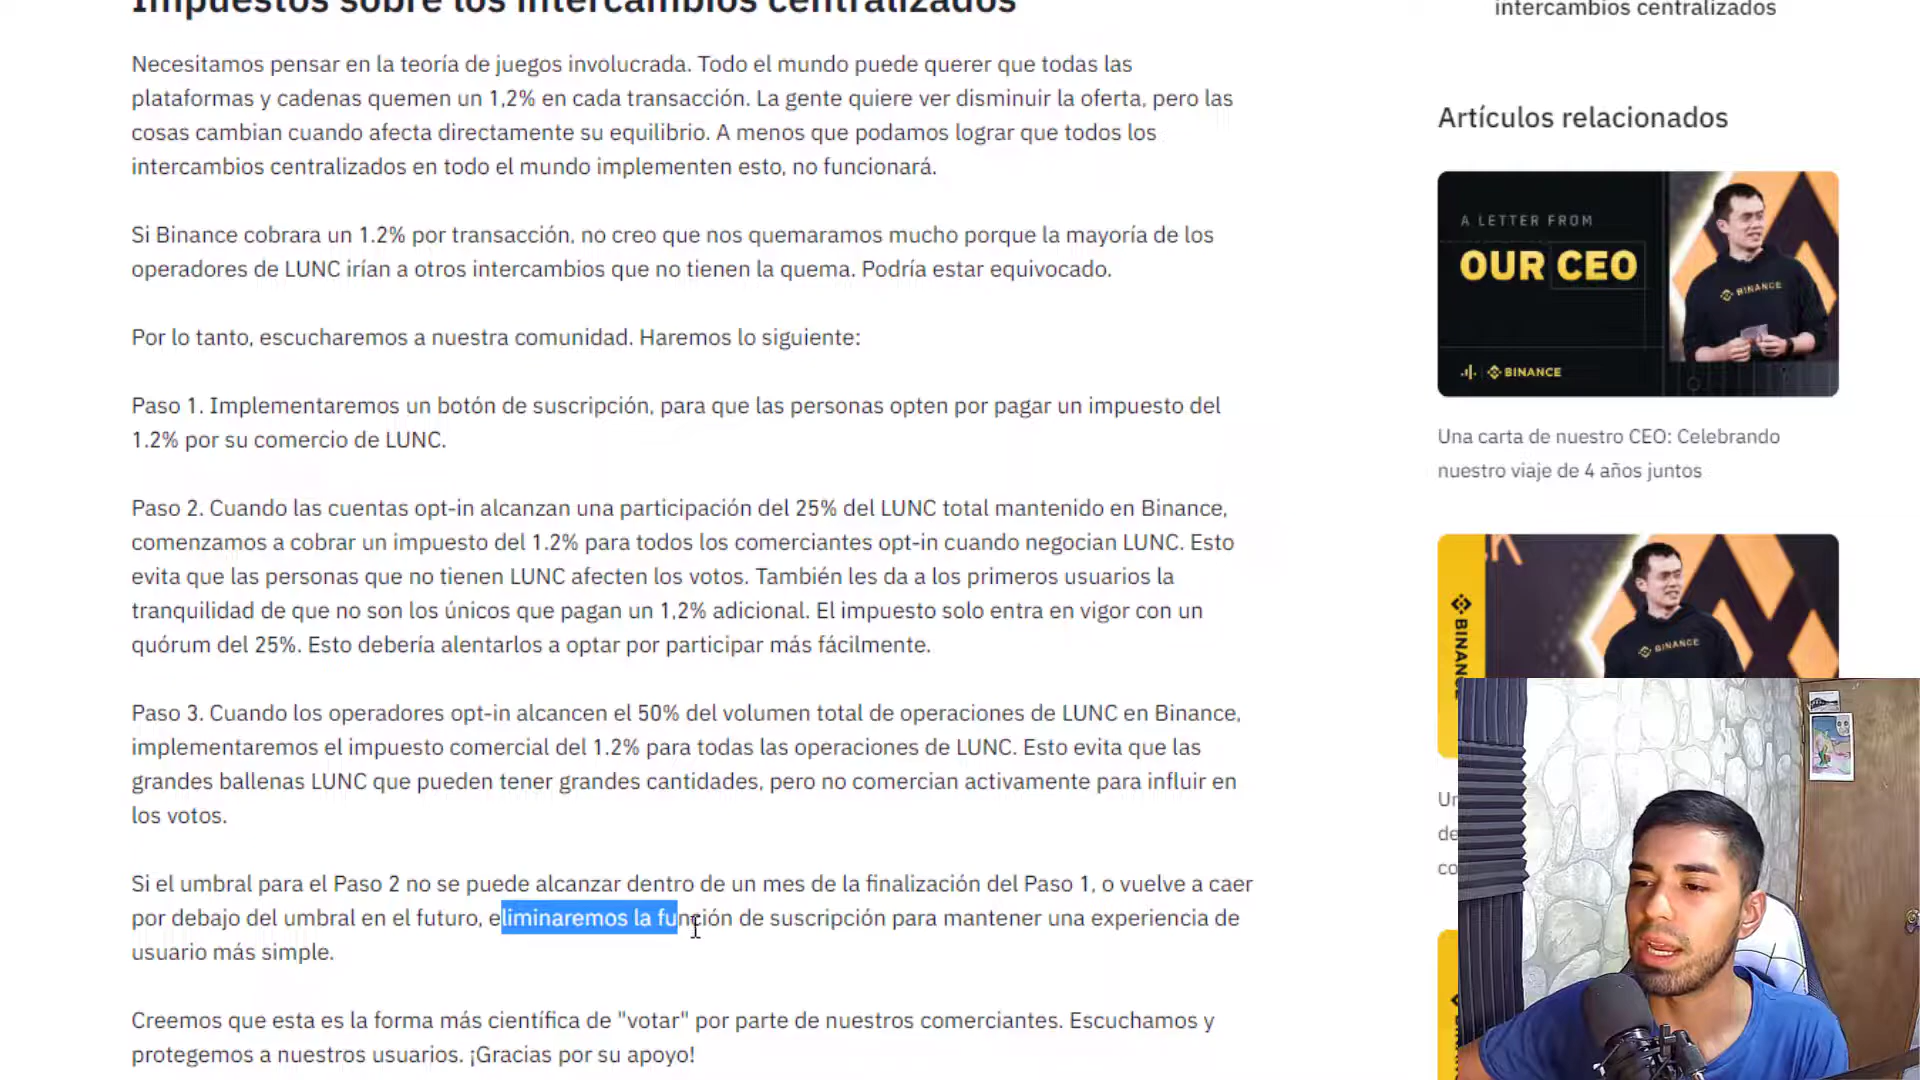 Impuestos sobre los intercambios centralizados
Necesitamos pensar en la teoría de juegos involucrada. Todo el mundo puede querer que todas las
plataformas y cadenas quemen un 1,2% en cada transacción. La gente quiere ver disminuir la oferta, pero las
cosas cambian cuando afecta directamente su equilibrio. A menos que podamos lograr que todos los
intercambios centralizados en todo el mundo implementen esto, no funcionará.
Si Binance cobrara un 1.2% por transacción, no creo que nos quemaramos mucho porque la mayoría de los
operadores de LUNC irían a otros intercambios que no tienen la quema. Podría estar equivocado.
Por lo tanto, escucharemos a nuestra comunidad. Haremos lo siguiente:
Paso 1. Implementaremos un botón de suscripción, para que las personas opten por pagar un impuesto del
1.2% por su comercio de LUNC.
Paso 2. Cuando las cuentas opt-in alcanzan una participación del 25% del LUNC total mantenido en Binance,
comenzamos a cobrar un impuesto del 1.2% para todos los comerciantes opt-in cuando negocian LUNC. Esto
evita que las personas que no tienen LUNC afecten los votos. También les da a los primeros usuarios la
tranquilidad de que no son los únicos que pagan un 1,2% adicional. El impuesto solo entra en vigor con un
quórum del 25%. Esto debería alentarlos a optar por participar más fácilmente.
Paso 3. Cuando los operadores opt-in alcancen el 50% del volumen total de operaciones de LUNC en Binance,
implementaremos el impuesto comercial del 1.2% para todas las operaciones de LUNC. Esto evita que las
grandes ballenas LUNC que pueden tener grandes cantidades, pero no comercian activamente para influir en
los votos.
Si el umbral para el Paso 2 no se puede alcanzar dentro de un mes de la finalización del Paso 1, o vuelve a caer
por debajo del umbral en el futuro, eliminaremos la función de suscripción para mantener una experiencia de
usuario más simple.
Creemos que esta es la forma más científica de "votar" por parte de nuestros comerciantes. Escuchamos y
protegemos a nuestros usuarios. ¡Gracias por su apoyo!
intercambios centralizados
Artículos relacionados
A LETTER FROM
OUR CEO
BINANCE
BINANCE
Una carta de nuestro CEO: Celebrando
nuestro viaje de 4 años juntos
BINANCE